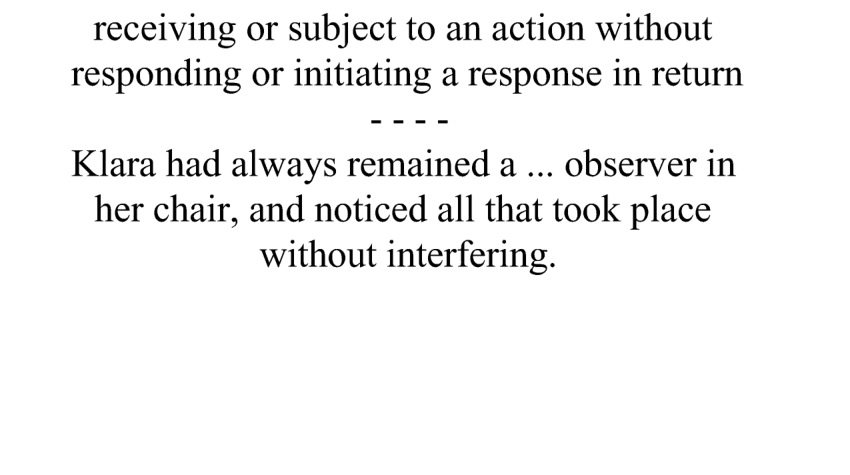 receiving or subject to an action without
responding or initiating a response in return
- - - -
Klara had always remained a ... observer in
her chair, and noticed all that took place
without interfering.